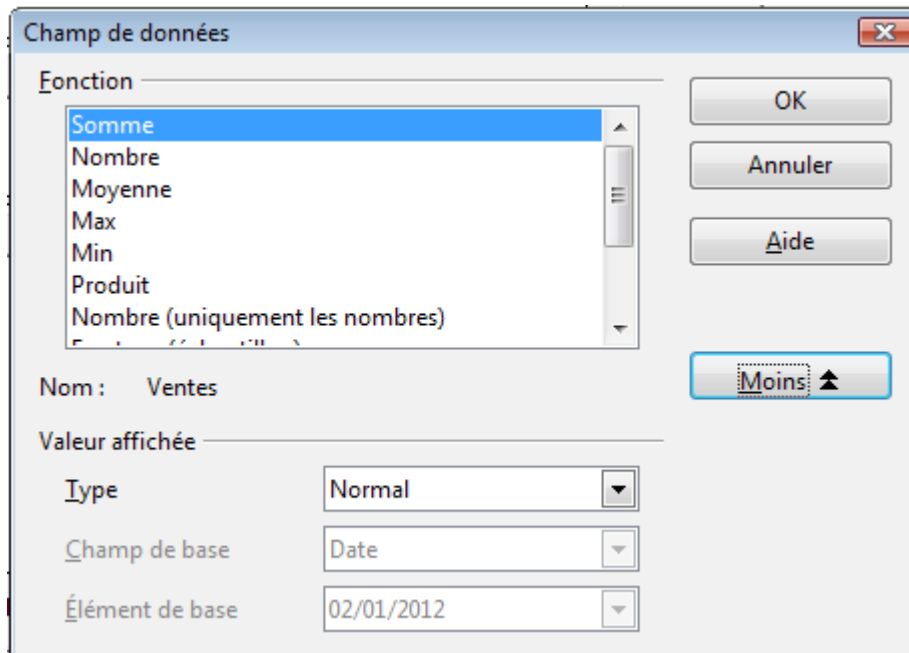 Champ de données
Fonction
OK
Somme
Nombre
Annuler
Moyenne
Max
Aide
Min
Produit
Nombre (uniquement les nombres)
Moins
Nom : Ventes
Valeur affichée
Type Normal
Champ de base Date
Élément de base 02/01/2012